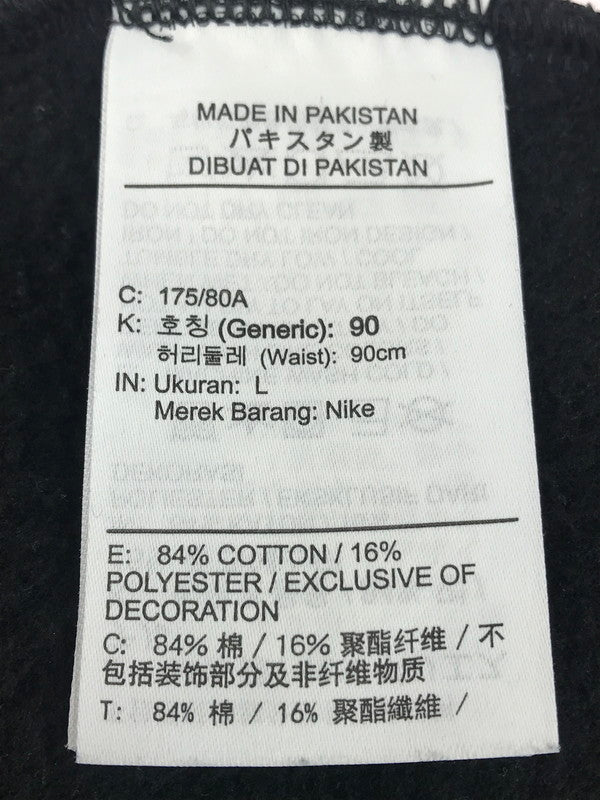 MADE IN PAKISTAN
パキスタン製
DIBUAT DI PAKISTAN
C: 175/80A
K: 호칭 (Generic): 90
허리둘레 (Waist): 90cm
IN: Ukuran: L
Merek Barang: Nike
E: 84% COTTON / 16%
POLYESTER / EXCLUSIVE OF
DECORATION
C: 84% 棉 / 16% 聚酯纤维 / 不
包括装饰部分及非纤维物质
T: 84% 棉 / 16% 聚酯纖維 /